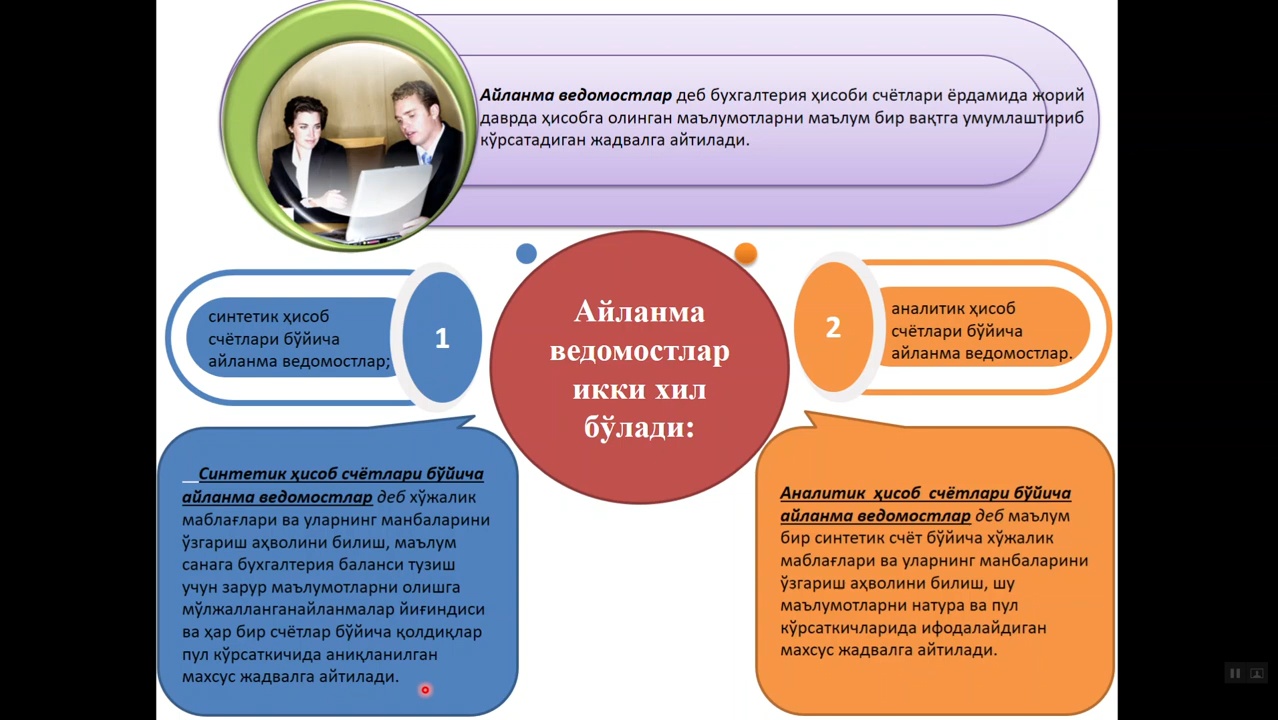 Айланма ведомостлар деб бухгалтерия ҳисоби счётлари ёрдамида жорий
даврда ҳисобга олинган маълумотларни маълум бир вақтга умумлаштириб
кўрсатадиган жадвалга айтилади.
Айланма
ведомостлар
икки хил
бўлади:
1
синтетик ҳисоб
счётлари бўйича
айланма ведомостлар;
2
аналитик ҳисоб
счётлари бўйича
айланма ведомостлар.
Синтетик ҳисоб счётлари бўйича
айланма ведомостлар деб хўжалик
маблағлари ва уларнинг манбаларини
ўзгариш аҳволини билиш, маълум
санага бухгалтерия баланси тузиш
учун зарур маълумотларни олишга
мўлжалланганайланмалар йиғиндиси
ва ҳар бир счётлар бўйича қолдиқлар
пул кўрсаткичида аниқланилган
махсус жадвалга айтилади.
Аналитик ҳисоб счётлари бўйича
айланма ведомостлар деб маълум
бир синтетик счёт бўйича хўжалик
маблағлари ва уларнинг манбаларини
ўзгариш аҳволини билиш, шу
маълумотларни натура ва пул
кўрсаткичларида ифодалайдиган
махсус жадвалга айтилади.